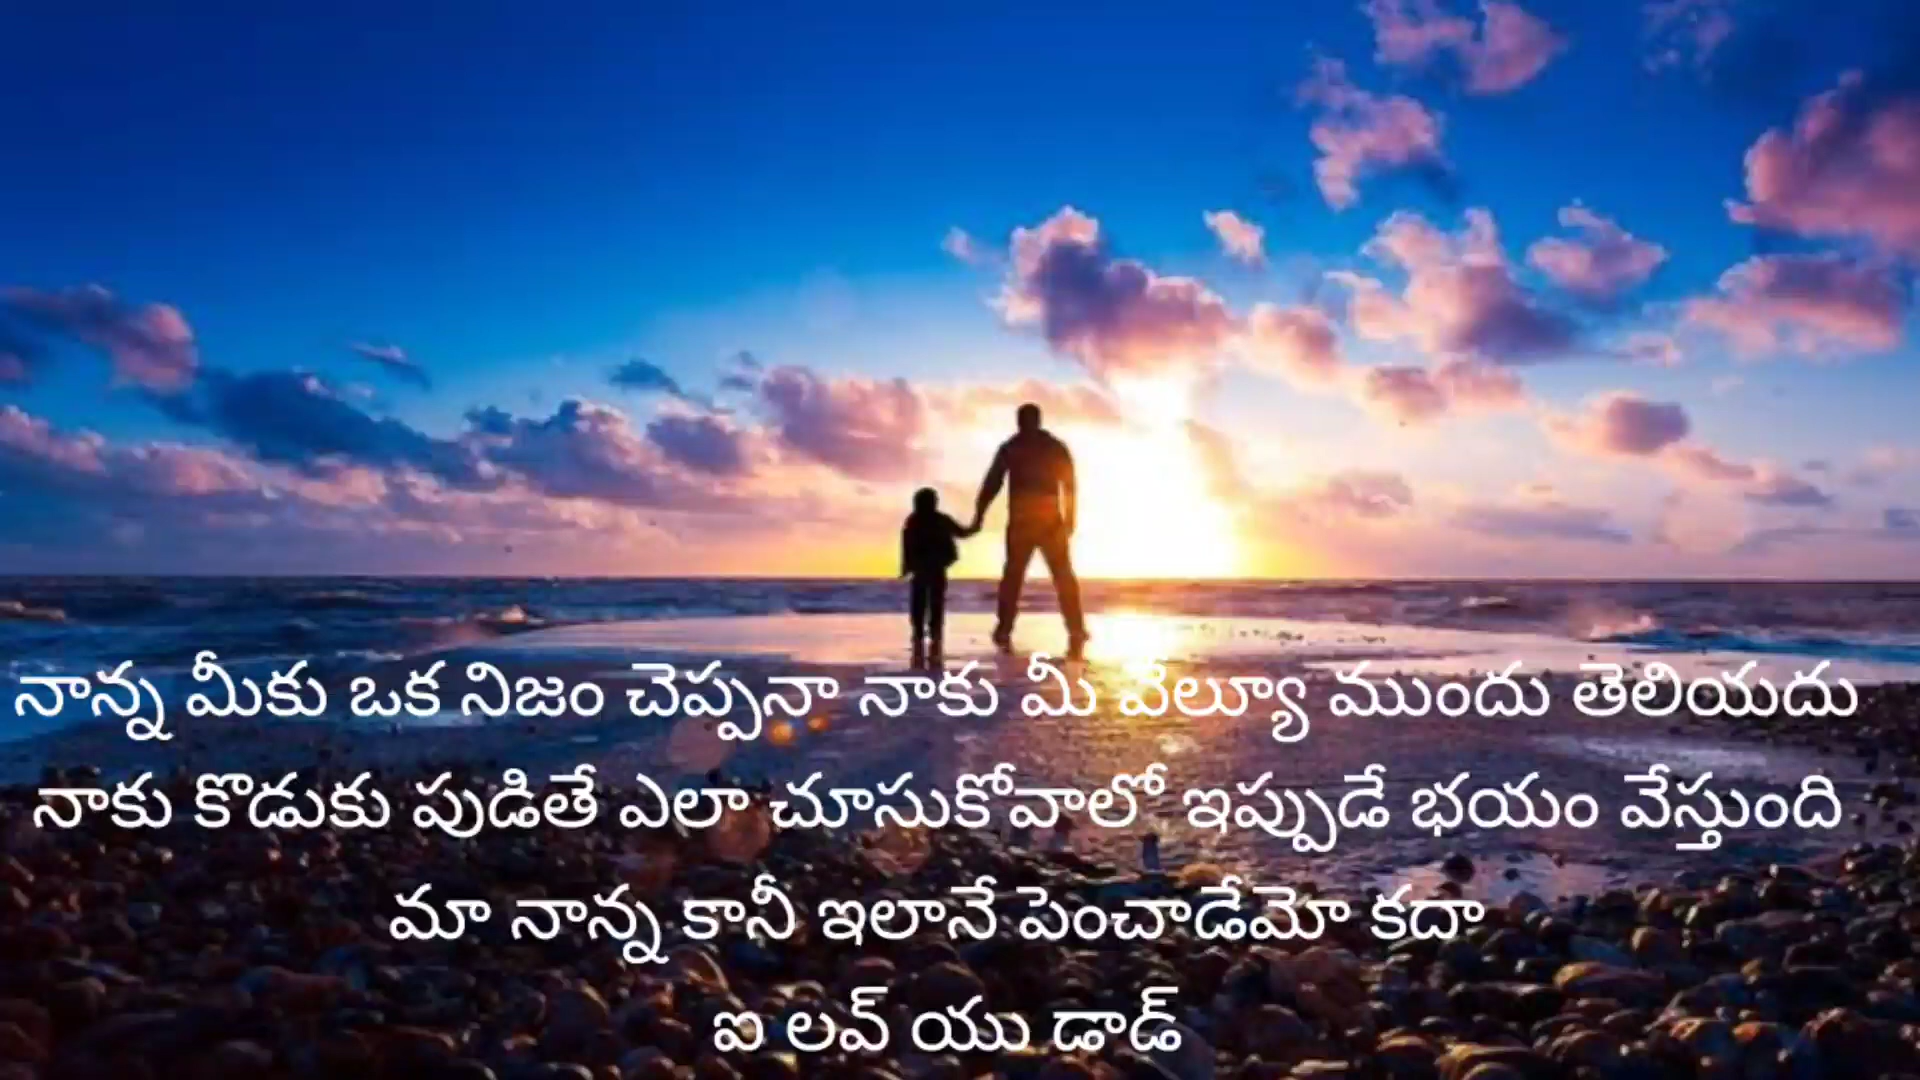 నాన్న మీకు ఒక నిజం చెప్పనా నాకు మీ వేల్యూ ముందు తెలియదు
నాకు కొడుకు పుడితే ఎలా చూసుకోవాలో ఇప్పుడే భయం వేస్తుంది
మా నాన్న కానీ ఇలానే పెంచాడేమో కదా
ఐ లవ్ యు డాడ్